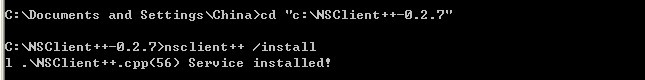 C:\Documents and Settings\China>cd "c:\NSClient++-0.2.7"
C:\NSClient++-0.2.7>nsclient++ /install
l .\NSClient++.cpp(56) Service installed!